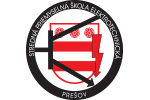 STREDNÁ PRIEMYSELNÁ ŠKOLA ELEKTROTECHNICKÁ
PREŠOV